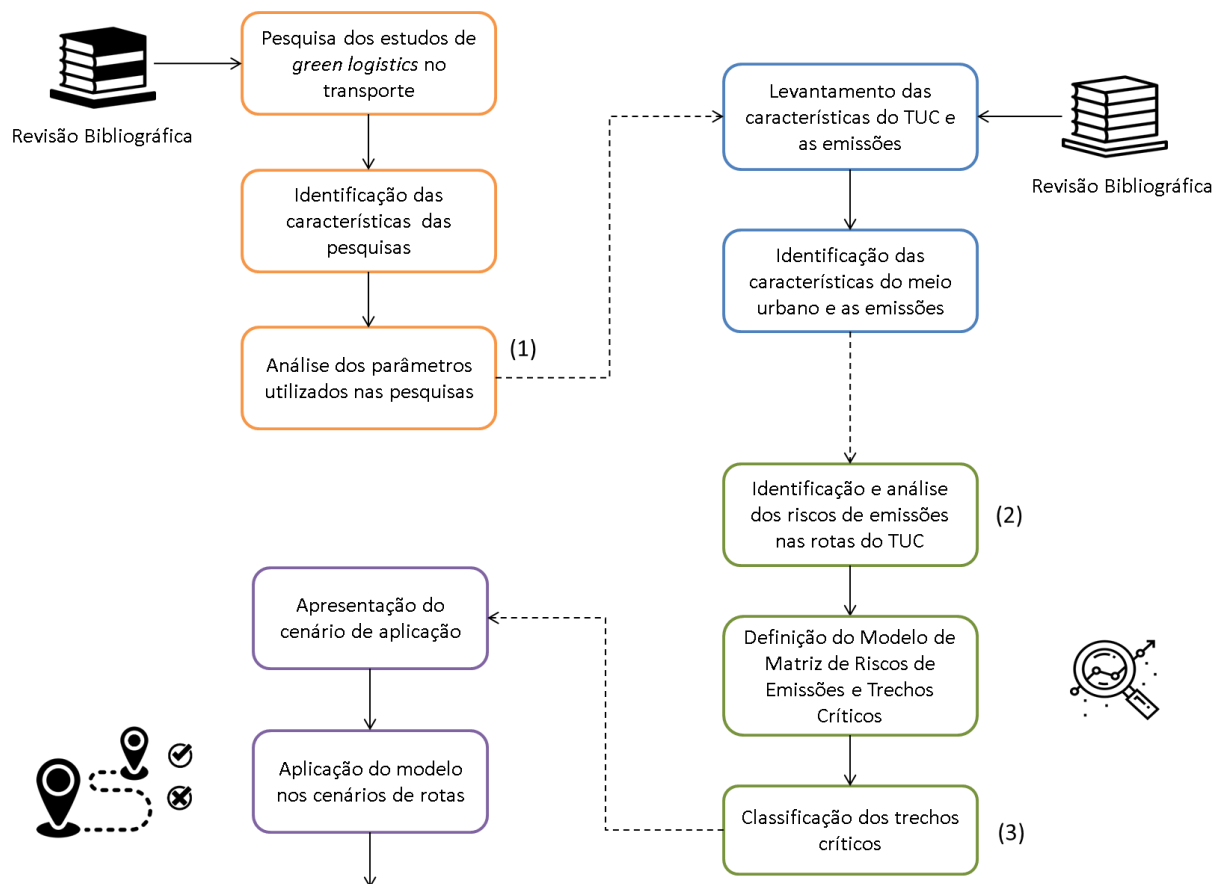 Pesquisa dos estudos de
green logistics no
transporte
Revisão Bibliográfica
Identificação das
características das
pesquisas
Análise dos parâmetros
utilizados nas pesquisas
(1)
Levantamento das
características do TUC e
as emissões
Revisão Bibliográfica
Identificação das
características do meio
urbano e as emissões
Identificação e análise
dos riscos de emissões
nas rotas do TUC
(2)
Definição do Modelo de
Matriz de Riscos de
Emissões e Trechos
Críticos
Classificação dos trechos
críticos
(3)
Apresentação do
cenário de aplicação
Aplicação do modelo
nos cenários de rotas